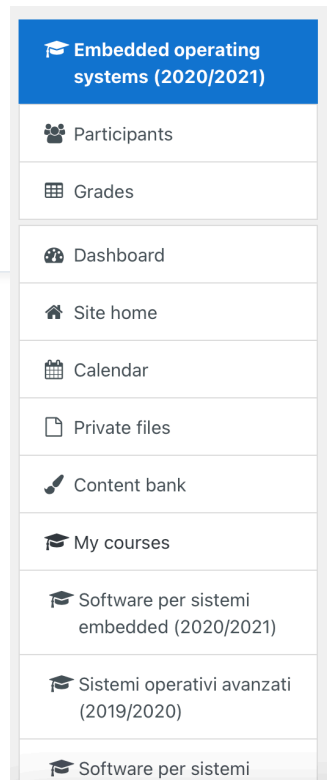 Embedded operating
systems (2020/2021)
Participants
Grades
Dashboard
Site home
Calendar
Private files
Content bank
My courses
Software per sistemi
embedded (2020/2021)
Sistemi operativi avanzati
(2019/2020)
Software per sistemi